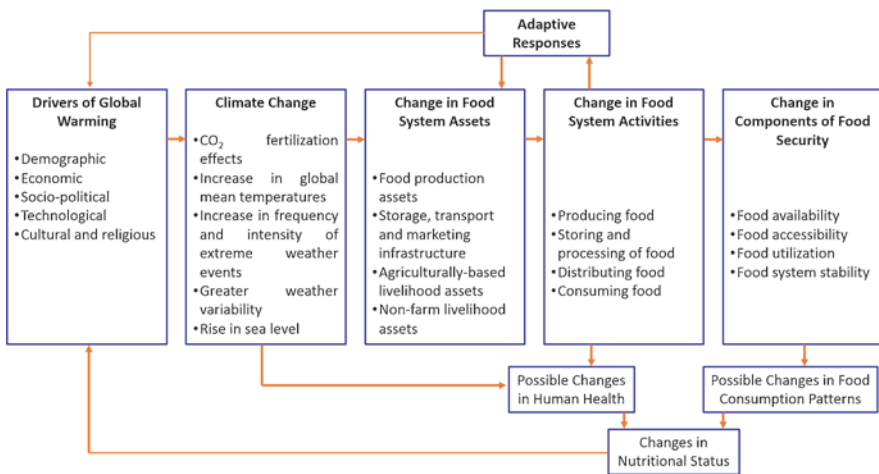 Adaptive
Responses
Drivers of Global
Warming
•Demographic
•Economic
•Socio-political
•Technological
•Cultural and religious
Climate Change
•CO₂ fertilization
effects
•Increase in global
mean temperatures
•Increase in frequency
and intensity of
extreme weather
events
•Greater weather
variability
•Rise in sea level
Change in Food
System Assets
•Food production
assets
•Storage, transport
and marketing
infrastructure
•Agriculturally-based
livelihood assets
•Non-farm livelihood
assets
Change in Food
System Activities
•Producing food
•Storing and
processing of food
•Distributing food
•Consuming food
Change in
Components of Food
Security
•Food availability
•Food accessibility
•Food utilization
•Food system stability
Possible Changes
in Human Health
Possible Changes in Food
Consumption Patterns
Changes in
Nutritional Status